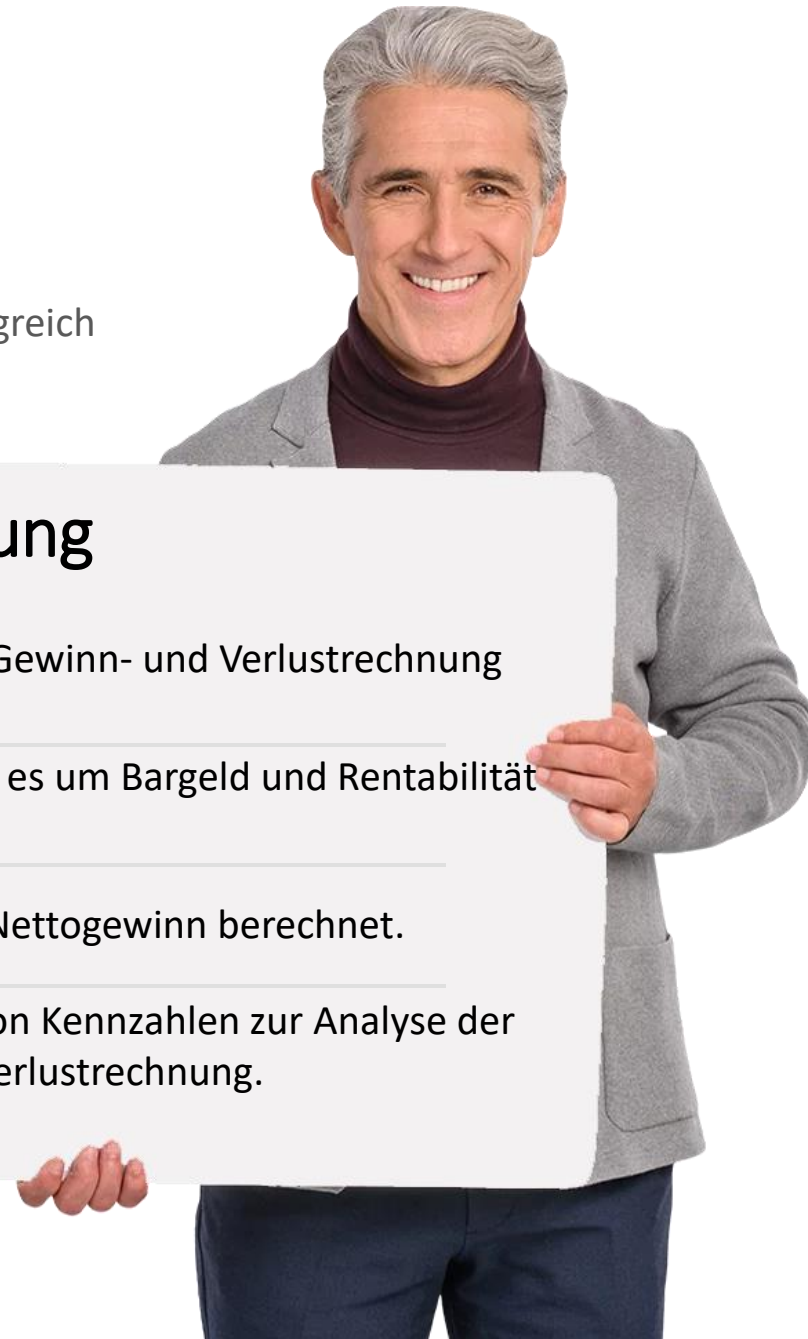 greich
ung
Gewinn- und Verlustrechnung
es um Bargeld und Rentabilität
Nettogewinn berechnet.
on Kennzahlen zur Analyse der
erlustrechnung.